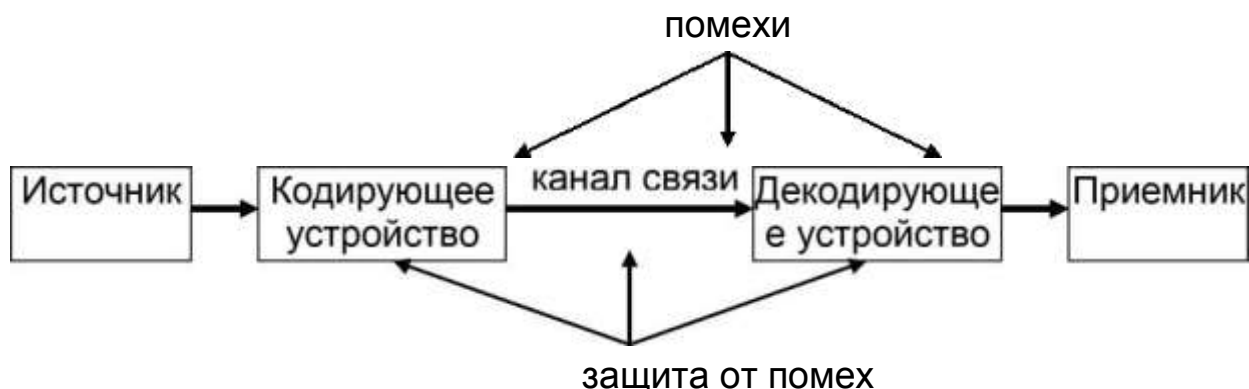 помехи
Источник
Кодирующее
устройство
канал связи
Декодирующе
е устройство
Приемник
защита от помех